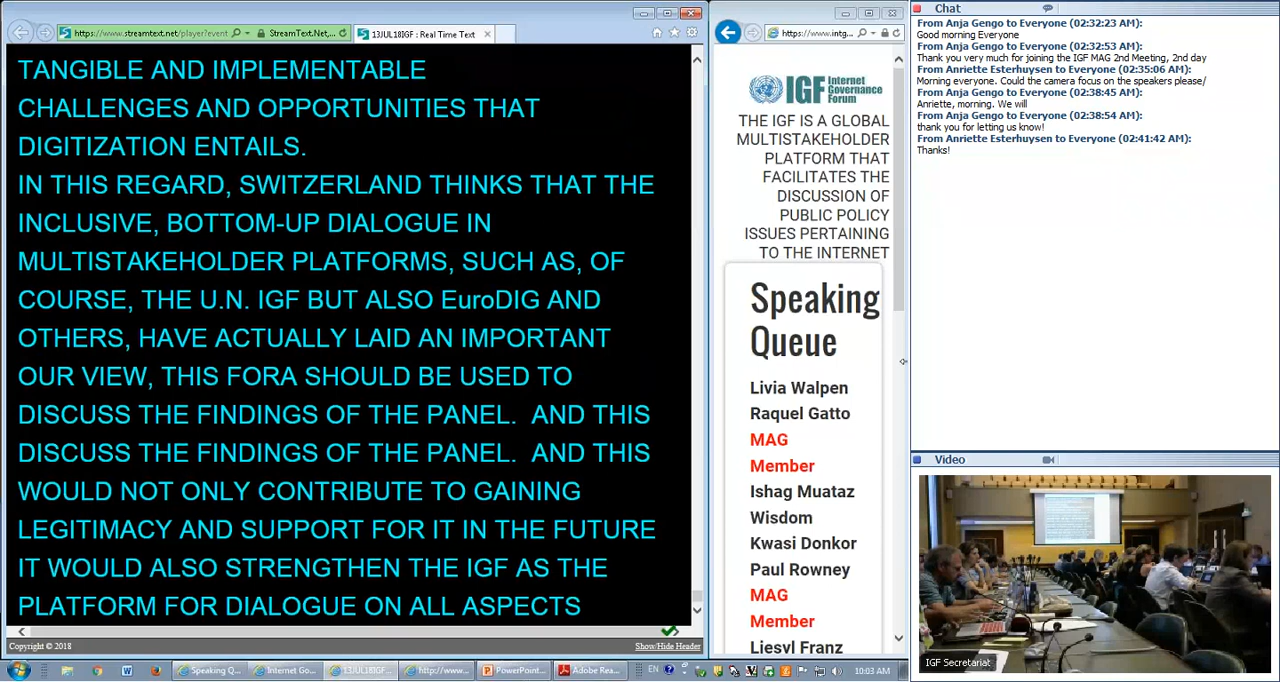 https://www.streamtext.net/player?event
StreamText.Net,...
13JUL18IGF : Real Time Text
TANGIBLE AND IMPLEMENTABLE
CHALLENGES AND OPPORTUNITIES THAT
DIGITIZATION ENTAILS.
IN THIS REGARD, SWITZERLAND THINKS THAT THE
INCLUSIVE, BOTTOM-UP DIALOGUE IN
MULTISTAKEHOLDER PLATFORMS, SUCH AS, OF
COURSE, THE U.N. IGF BUT ALSO EuroDIG AND
OTHERS, HAVE ACTUALLY LAID AN IMPORTANT
OUR VIEW, THIS FORA SHOULD BE USED TO
DISCUSS THE FINDINGS OF THE PANEL.  AND THIS
DISCUSS THE FINDINGS OF THE PANEL.  AND THIS
WOULD NOT ONLY CONTRIBUTE TO GAINING
LEGITIMACY AND SUPPORT FOR IT IN THE FUTURE
IT WOULD ALSO STRENGTHEN THE IGF AS THE
PLATFORM FOR DIALOGUE ON ALL ASPECTS
Copyright © 2018
Show/Hide Header
https://www.intg
IGF Internet
Governance
Forum
THE IGF IS A GLOBAL
MULTISTAKEHOLDER
PLATFORM THAT
FACILITATES THE
DISCUSSION OF
PUBLIC POLICY
ISSUES PERTAINING
TO THE INTERNET
Speaking
Queue
Livia Walpen
Raquel Gatto
MAG
Member
Ishag Muataz
Wisdom
Kwasi Donkor
Paul Rowney
MAG
Member
Liesyl Franz
Chat
From Anja Gengo to Everyone (02:32:23 AM):
Good morning Everyone
From Anja Gengo to Everyone (02:32:53 AM):
Thank you very much for joining the IGF MAG 2nd Meeting, 2nd day
From Anriette Esterhuysen to Everyone (02:35:06 AM):
Morning everyone. Could the camera focus on the speakers please/
From Anja Gengo to Everyone (02:38:45 AM):
Anriette, morning. We will
From Anja Gengo to Everyone (02:38:54 AM):
thank you for letting us know!
From Anriette Esterhuysen to Everyone (02:41:42 AM):
Thanks!
Video
IGF Secretariat
Speaking Q...
Internet Go...
13JUL18IGF...
http://www...
PowerPoint...
Adobe Rea...
EN
10:03 AM